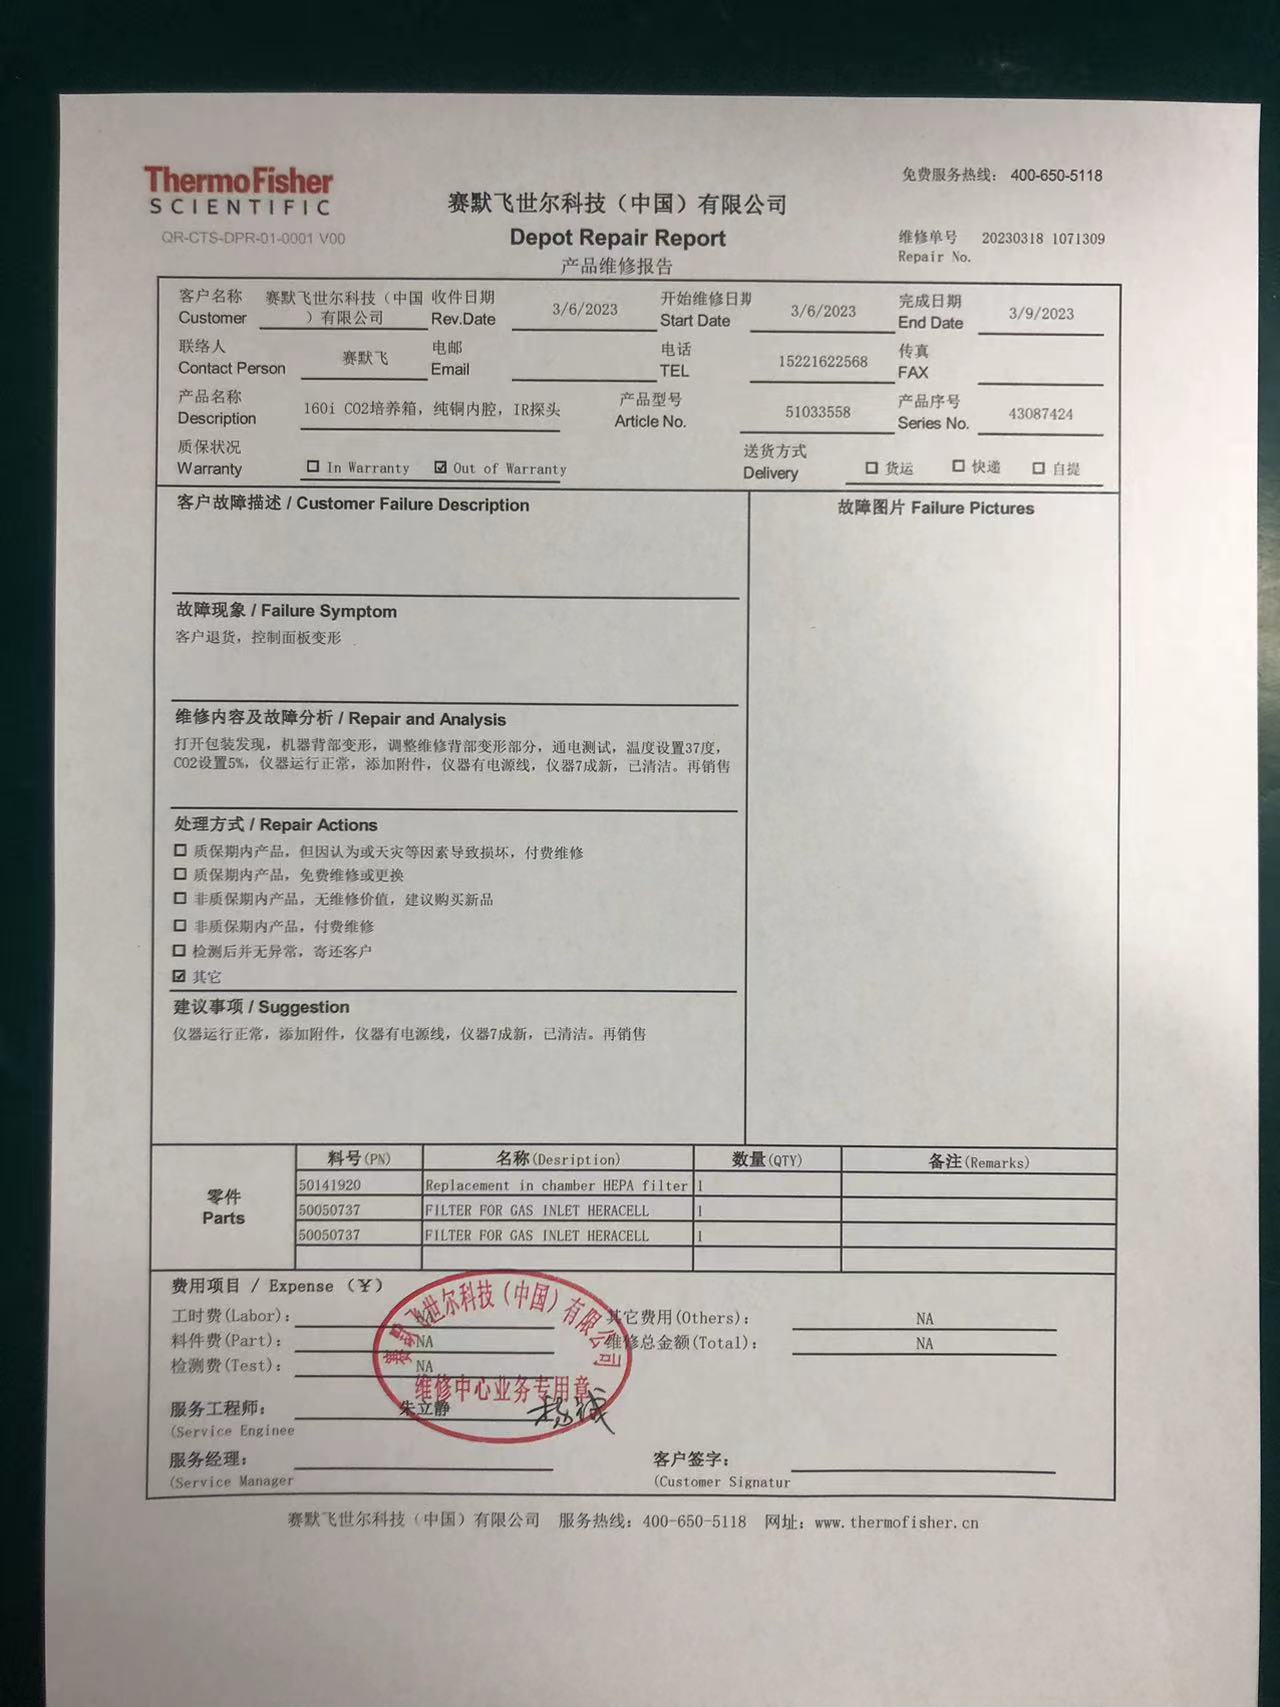 ThermoFisher
SCIENTIFIC
QR-CTS-DPR-01-0001 V00
赛默飞世尔科技（中国）有限公司
Depot Repair Report
产品维修报告
免费服务热线： 400-650-5118
维修单号 20230318 1071309
Repair No.
客户名称 赛默飞世尔科技（中国 收件日期 3/6/2023 开始维修日期 3/6/2023 完成日期 3/9/2023
Customer ）有限公司 Rev.Date Start Date End Date
联络人 赛默飞 电邮 电话 15221622568 传真
Contact Person Email TEL FAX
产品名称 160i CO2培养箱，纯铜内腔，IR探头 产品型号 51033558 产品序号 43087424
Description Article No. Series No.
质保状况 送货方式
Warranty ☐ In Warranty ☑ Out of Warranty Delivery ☐ 货运 ☐ 快递 ☐ 自提
客户故障描述 / Customer Failure Description
故障图片 Failure Pictures
故障现象 / Failure Symptom
客户退货，控制面板变形
维修内容及故障分析 / Repair and Analysis
打开包装发现，机器背部变形，调整维修背部变形部分，通电测试，温度设置37度，
CO2设置5%，仪器运行正常，添加附件，仪器有电源线，仪器7成新，已清洁。再销售
处理方式 / Repair Actions
☐ 质保期内产品，但因认为或天灾等因素导致损坏，付费维修
☐ 质保期内产品，免费维修或更换
☐ 非质保期内产品，无维修价值，建议购买新品
☐ 非质保期内产品，付费维修
☐ 检测后并无异常，寄还客户
☑ 其它
建议事项 / Suggestion
仪器运行正常，添加附件，仪器有电源线，仪器7成新，已清洁。再销售
零件
Parts
料号(PN) 名称(Desription) 数量(QTY) 备注(Remarks)
50141920 Replacement in chamber HEPA filter 1
50050737 FILTER FOR GAS INLET HERACELL 1
50050737 FILTER FOR GAS INLET HERACELL 1
费用项目 / Expense （￥）
工时费(Labor)： NA 其它费用(Others)： NA
料件费(Part)： NA 维修总金额(Total)： NA
检测费(Test)： NA
赛默飞世尔科技（中国）有限公司
维修中心业务专用章
服务工程师： 朱立静
(Service Enginee
服务经理： 客户签字：
(Service Manager (Customer Signatur
赛默飞世尔科技（中国）有限公司 服务热线：400-650-5118 网址：www.thermofisher.cn